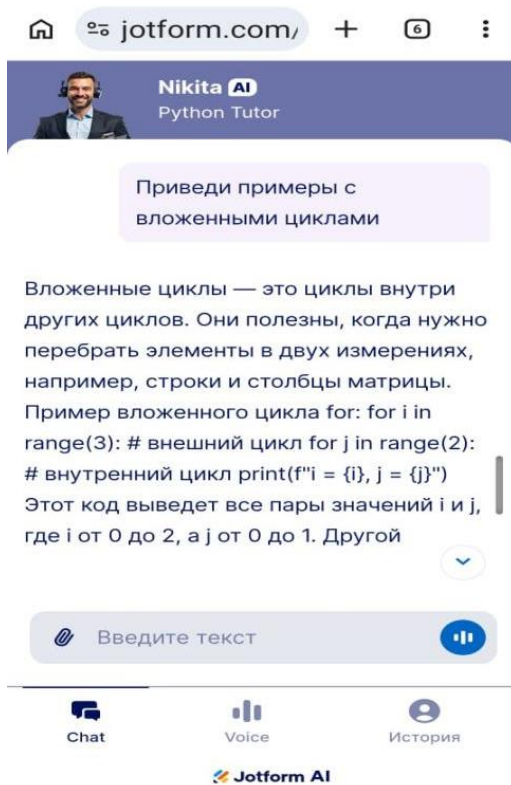 jotform.com/
6
Nikita AI
Python Tutor
Приведи примеры с
вложенными циклами
Вложенные циклы — это циклы внутри
других циклов. Они полезны, когда нужно
перебрать элементы в двух измерениях,
например, строки и столбцы матрицы.
Пример вложенного цикла for: for i in
range(3): # внешний цикл for j in range(2):
# внутренний цикл print(f"i = {i}, j = {j}")
Этот код выведет все пары значений i и j,
где i от 0 до 2, а j от 0 до 1. Другой
Введите текст
Chat
Voice
История
Jotform AI